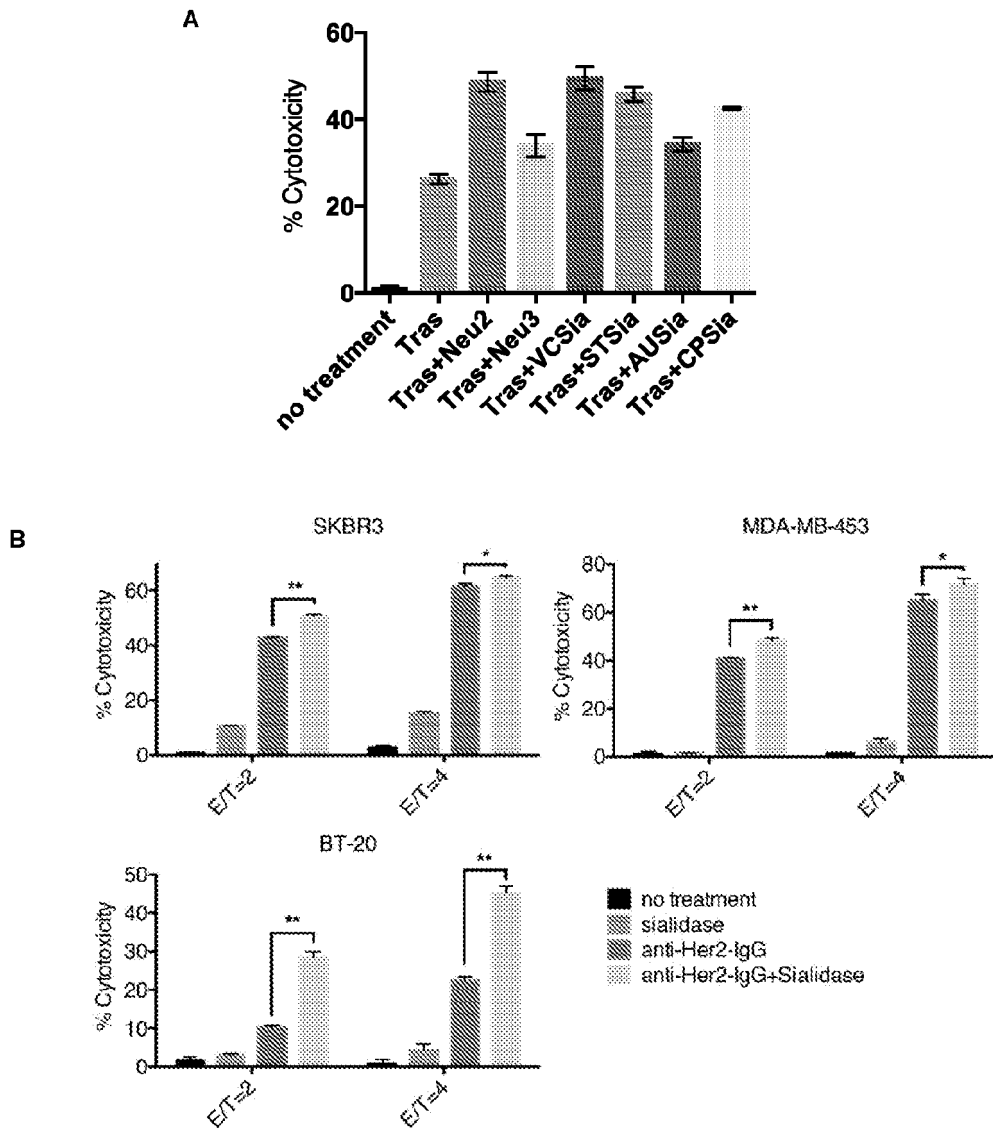 A
% Cytotoxicity
60
40
20
0
no treatment
Tras
Tras+Neu2
Tras+Neu3
Tras+VCSia
Tras+STSia
Tras+AUSia
Tras+CPSia
B
SKBR3
% Cytotoxicity
60
40
20
0
**
*
E/T=2
E/T=4
MDA-MB-453
% Cytotoxicity
80
60
40
20
0
**
*
E/T=2
E/T=4
BT-20
% Cytotoxicity
50
40
30
20
10
0
**
**
E/T=2
E/T=4
no treatment
sialidase
anti-Her2-IgG
anti-Her2-IgG+Sialidase